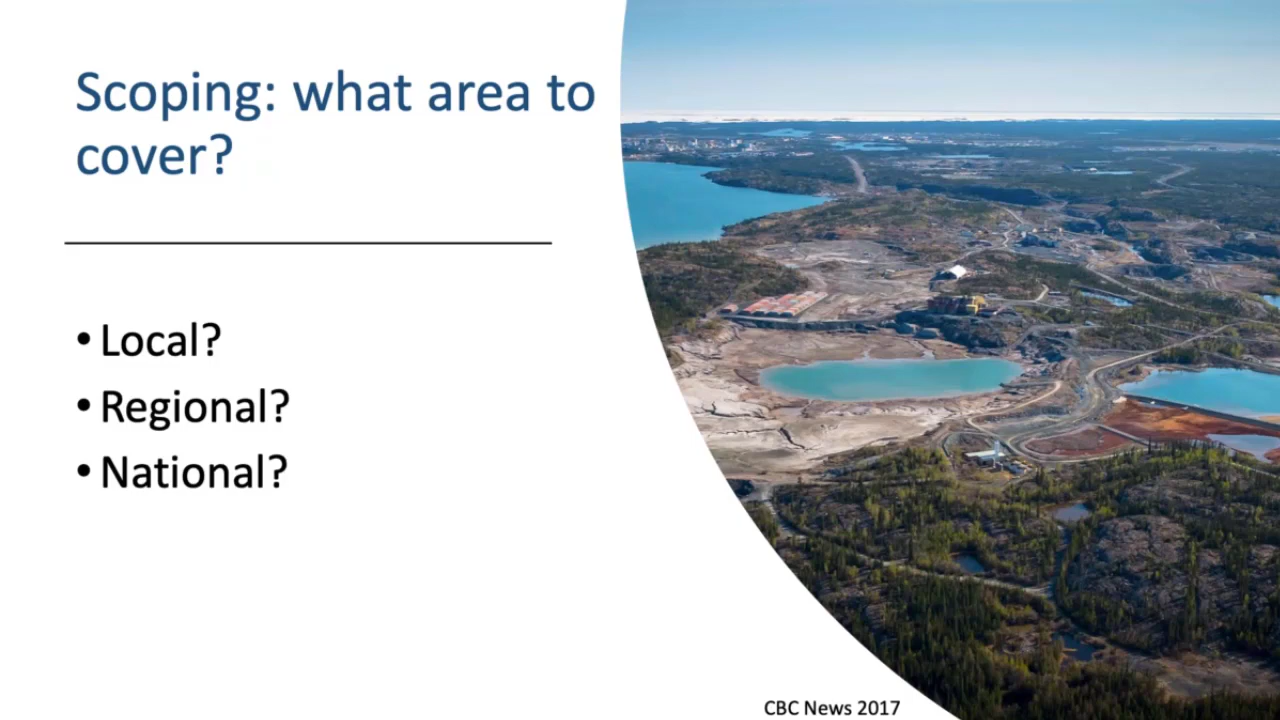 Scoping: what area to
cover?
• Local?
• Regional?
• National?
CBC News 2017